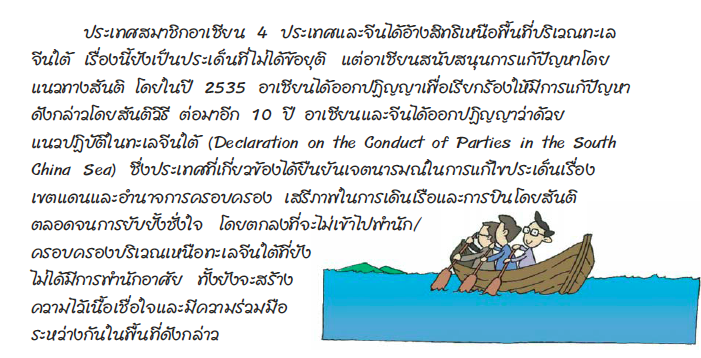 ประเทศสมาชิกอาเซียน 4 ประเทศและจีนได้อ้างสิทธิเหนือพื้นที่บริเวณทะเล
จีนใต้ เรื่องนี้ยังเป็นประเด็นที่ไม่ได้ข้อยุติ แต่อาเซียนสนับสนุนการแก้ปัญหาโดย
แนวทางสันติ โดยในปี 2535 อาเซียนได้ออกปฏิญญาเพื่อเรียกร้องให้มีการแก้ปัญหา
ดังกล่าวโดยสันติวิธี ต่อมาอีก 10 ปี อาเซียนและจีนได้ออกปฏิญญาว่าด้วย
แนวปฏิบัติในทะเลจีนใต้ (Declaration on the Conduct of Parties in the South
China Sea) ซึ่งประเทศที่เกี่ยวข้องได้ยืนยันเจตนารมณ์ในการแก้ไขประเด็นเรื่อง
เขตแดนและอำนาจการครอบครอง เสรีภาพในการเดินเรือและการบินโดยสันติ
ตลอดจนการยับยั้งชั่งใจ โดยตกลงที่จะไม่เข้าไปพำนัก/
ครอบครองบริเวณเหนือทะเลจีนใต้ที่ยัง
ไม่ได้มีการพำนักอาศัย ทั้งยังจะสร้าง
ความไว้เนื้อเชื่อใจและมีความร่วมมือ
ระหว่างกันในพื้นที่ดังกล่าว